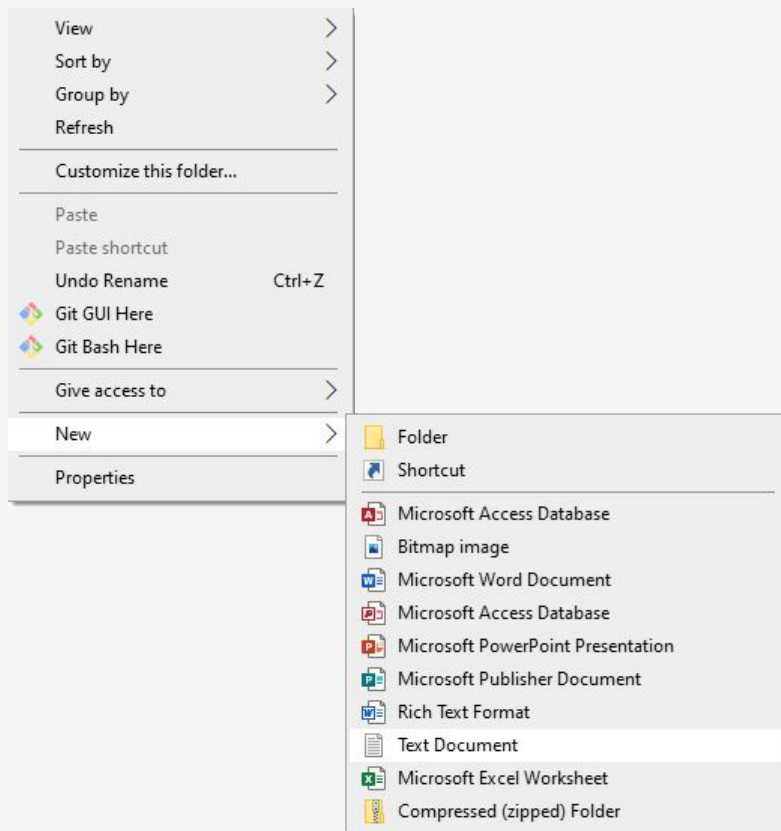 View
Sort by
Group by
Refresh
Customize this folder...
Paste
Paste shortcut
Undo Rename Ctrl+Z
Git GUI Here
Git Bash Here
Give access to
New
Properties
Folder
Shortcut
Microsoft Access Database
Bitmap image
Microsoft Word Document
Microsoft Access Database
Microsoft PowerPoint Presentation
Microsoft Publisher Document
Rich Text Format
Text Document
Microsoft Excel Worksheet
Compressed (zipped) Folder